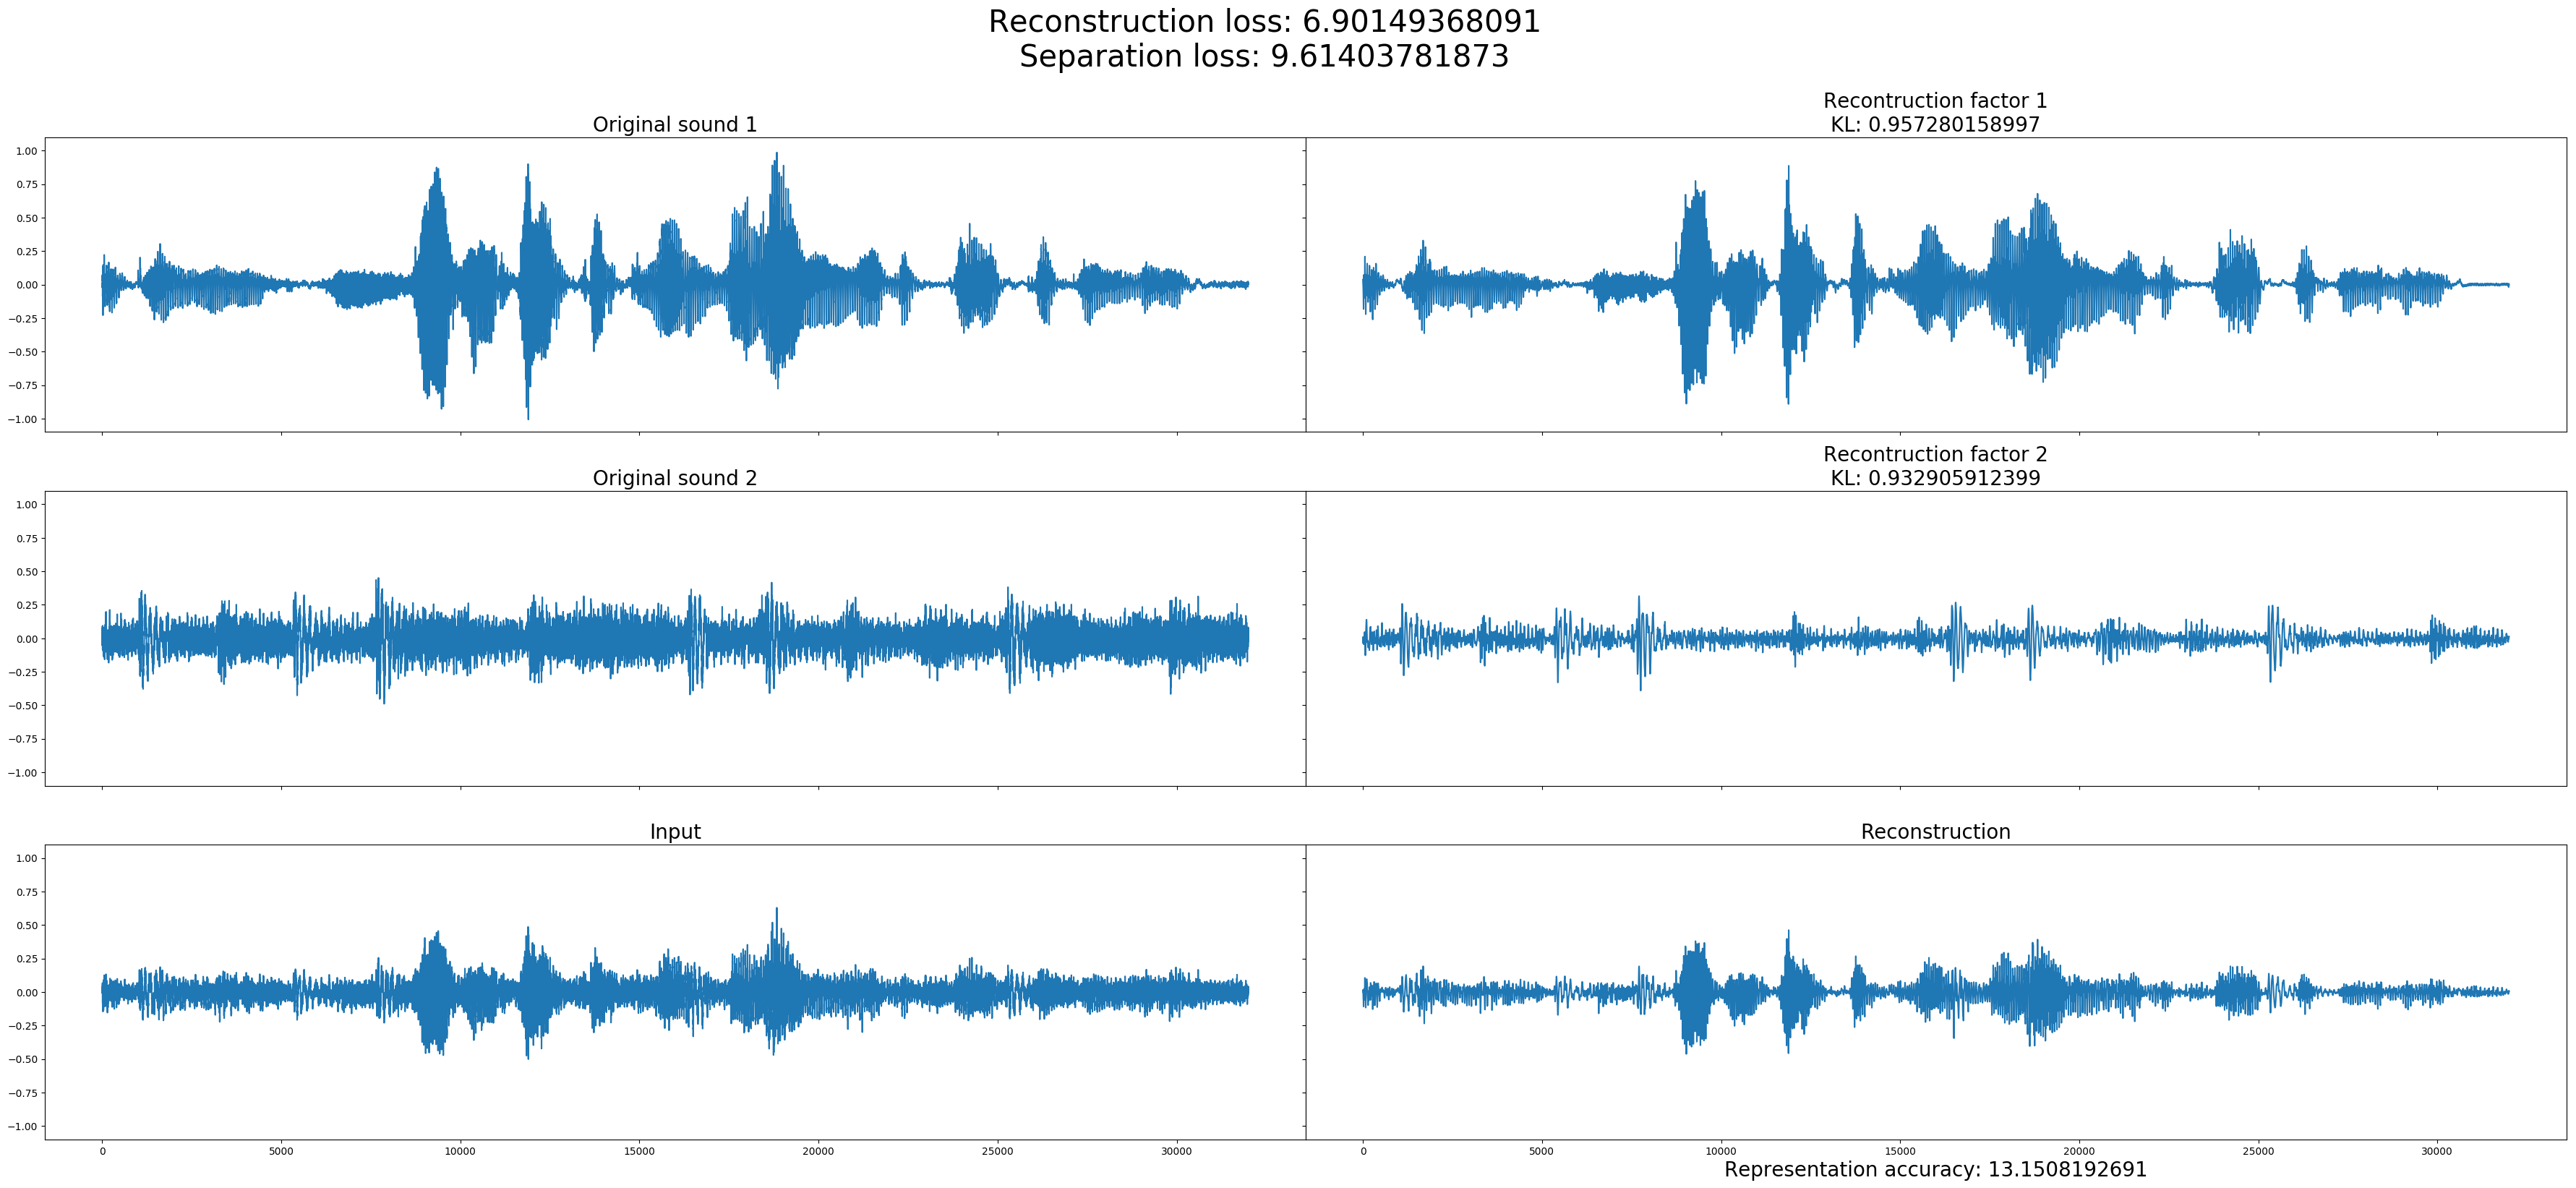 Reconstruction loss: 6.90149368091
Separation loss: 9.61403781873
Original sound 1
Recontruction factor 1
KL: 0.957280158997
1.00
0.75
0.50
0.25
0.00
−0.25
−0.50
−0.75
−1.00
Original sound 2
Recontruction factor 2
KL: 0.932905912399
1.00
0.75
0.50
0.25
0.00
−0.25
−0.50
−0.75
−1.00
Input
Reconstruction
1.00
0.75
0.50
0.25
0.00
−0.25
−0.50
−0.75
−1.00
0 5000 10000 15000 20000 25000 30000
0 5000 10000 15000 20000 25000 30000
Representation accuracy: 13.1508192691